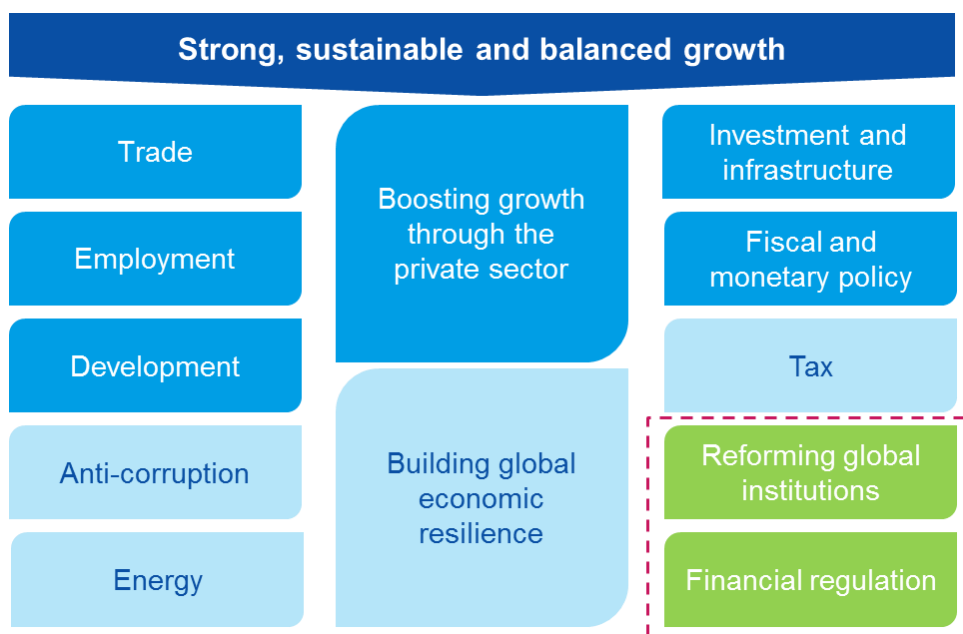 Strong, sustainable and balanced growth
Trade
Employment
Development
Anti-corruption
Energy
Boosting growth
through the
private sector
Building global
economic
resilience
Investment and
infrastructure
Fiscal and
monetary policy
Tax
Reforming global
institutions
Financial regulation